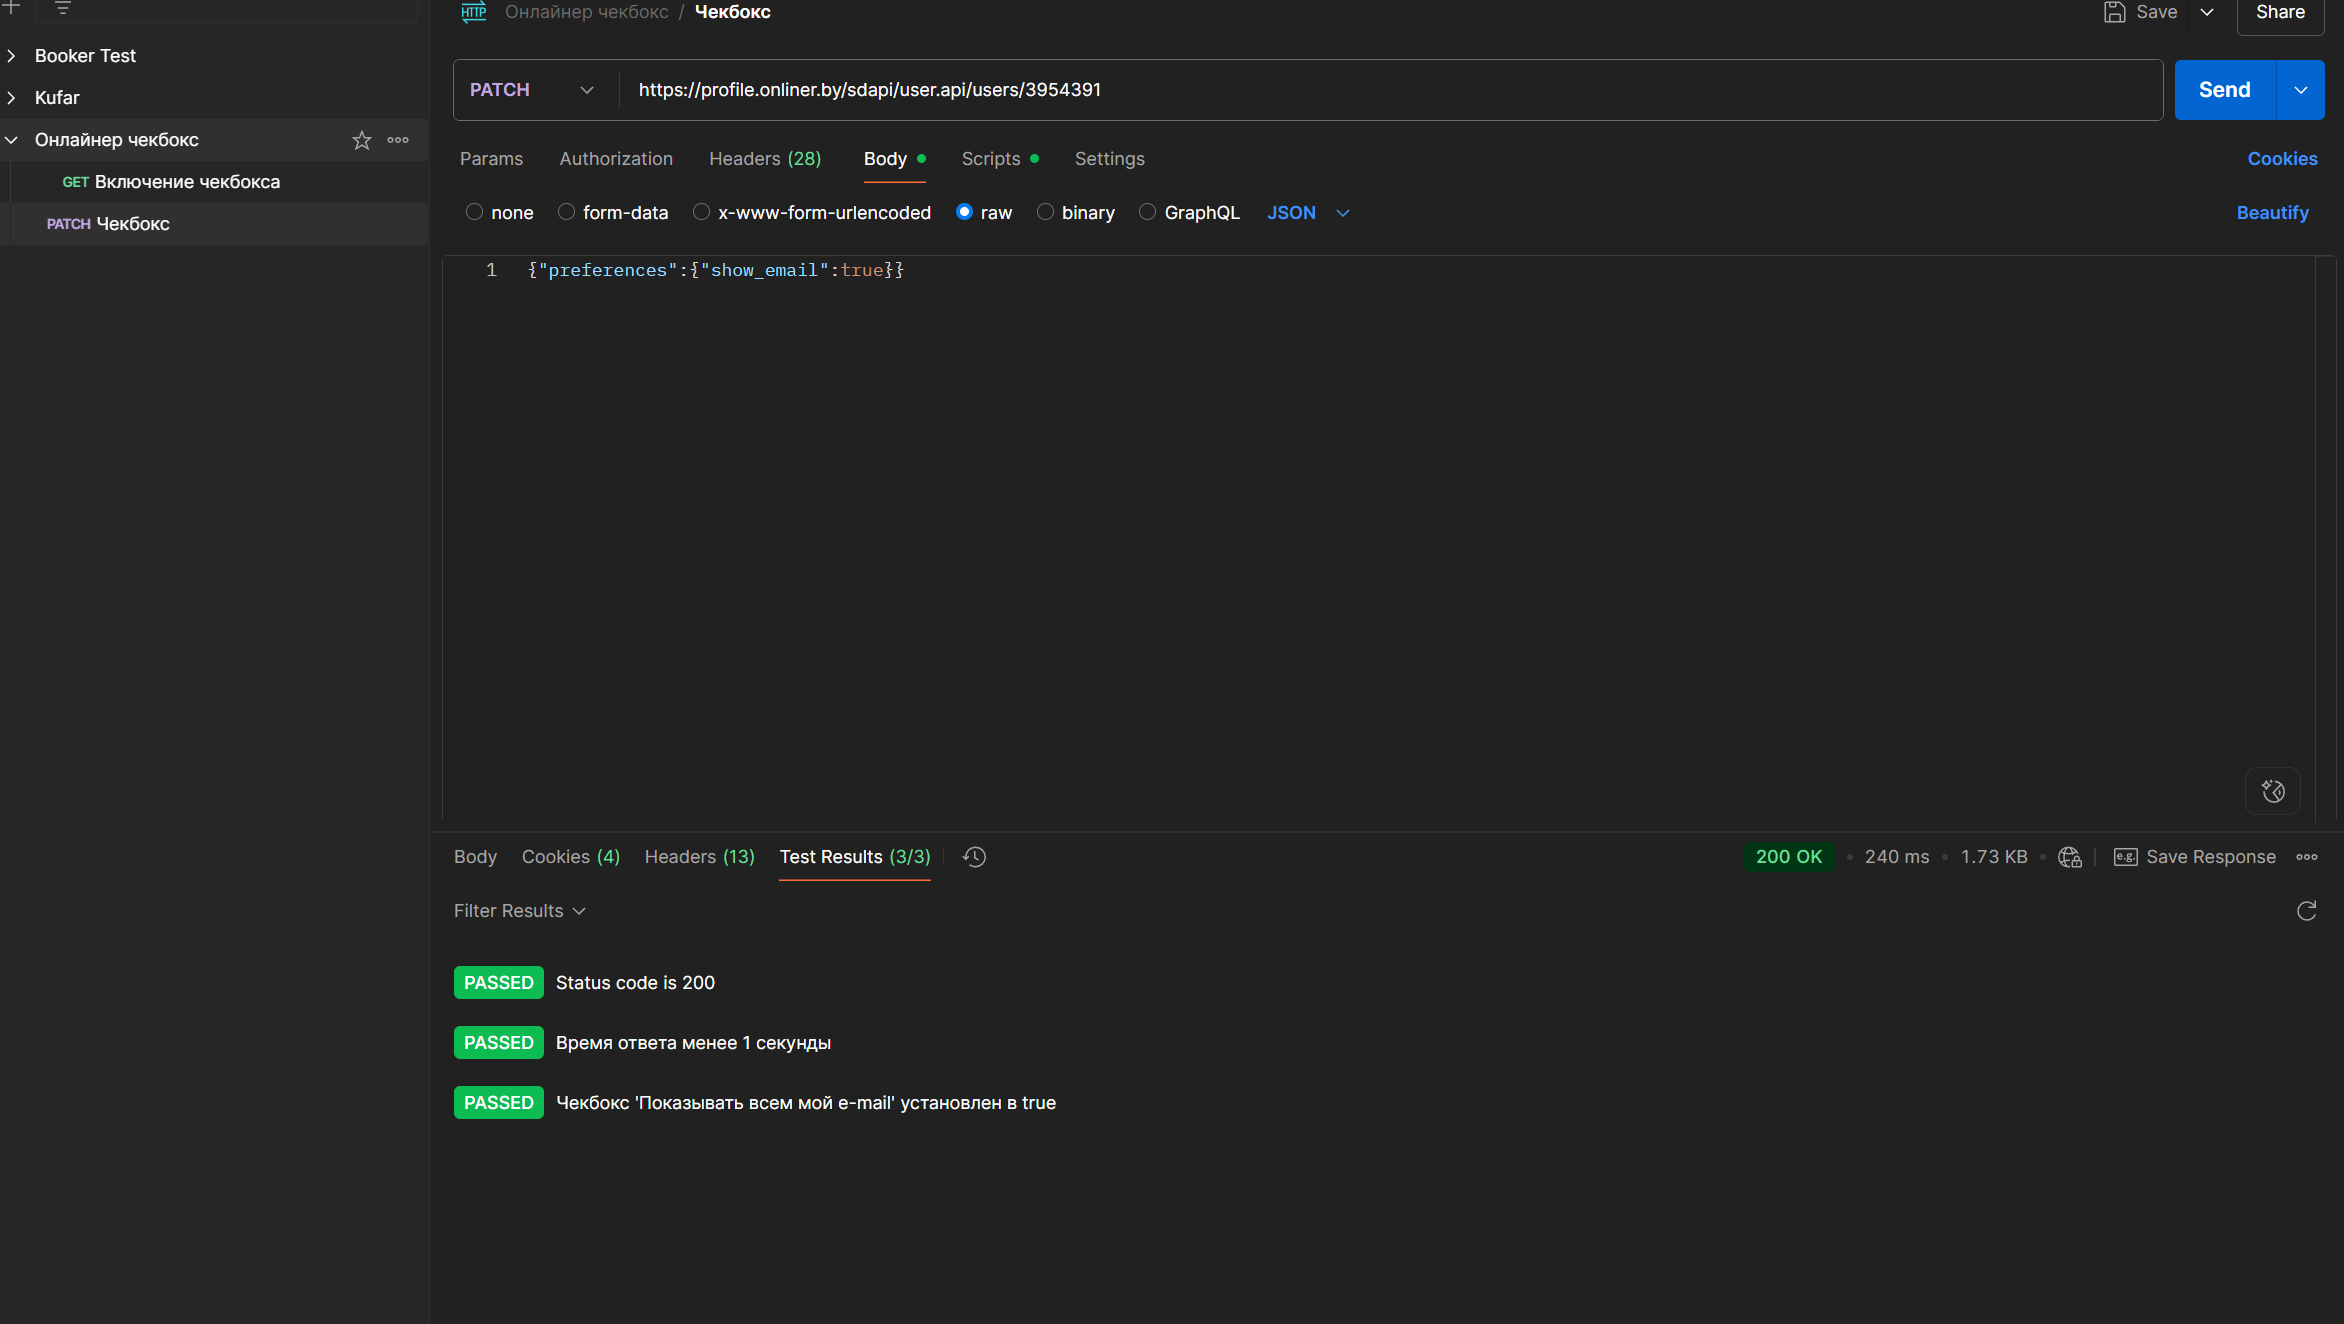 HTTP Онлайнер чекбокс / Чекбокс
Save
Share
Booker Test
Kufar
Онлайнер чекбокс
GET Включение чекбокса
PATCH Чекбокс
PATCH
https://profile.onliner.by/sdapi/user.api/users/3954391
Send
Params Authorization Headers (28) Body Scripts Settings Cookies
none form-data x-www-form-urlencoded raw binary GraphQL JSON Beautify
1 {"preferences":{"show_email":true}}
Body Cookies (4) Headers (13) Test Results (3/3) 200 OK • 240 ms • 1.73 KB • e.g. Save Response
Filter Results
PASSED Status code is 200
PASSED Время ответа менее 1 секунды
PASSED Чекбокс 'Показывать всем мой e-mail' установлен в true